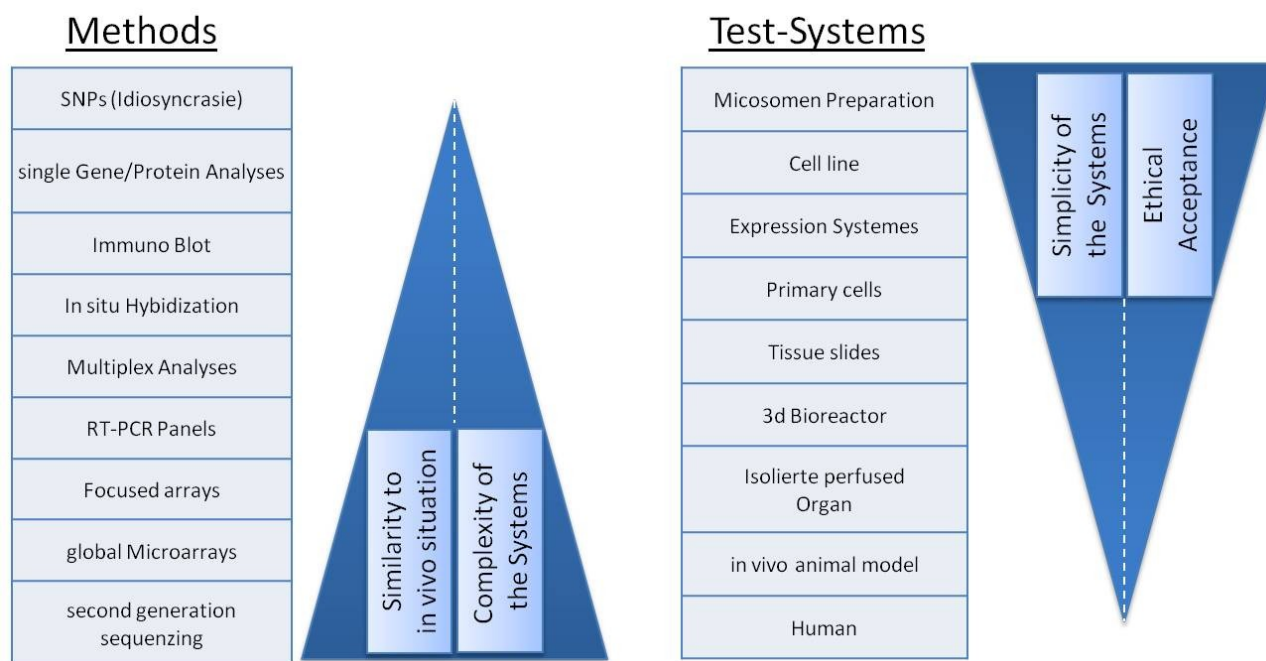 Methods
SNPs (Idiosyncrasie)
single Gene/Protein Analyses
Immuno Blot
In situ Hybidization
Multiplex Analyses
RT-PCR Panels
Focused arrays
global Microarrays
second generation
sequenzing
Similarity to
in vivo situation
Complexity of
the Systems
Test-Systems
Micosomen Preparation
Cell line
Expression Systemes
Primary cells
Tissue slides
3d Bioreactor
Isolierte perfused
Organ
in vivo animal model
Human
Simplicity of
the Systems
Ethical
Acceptance